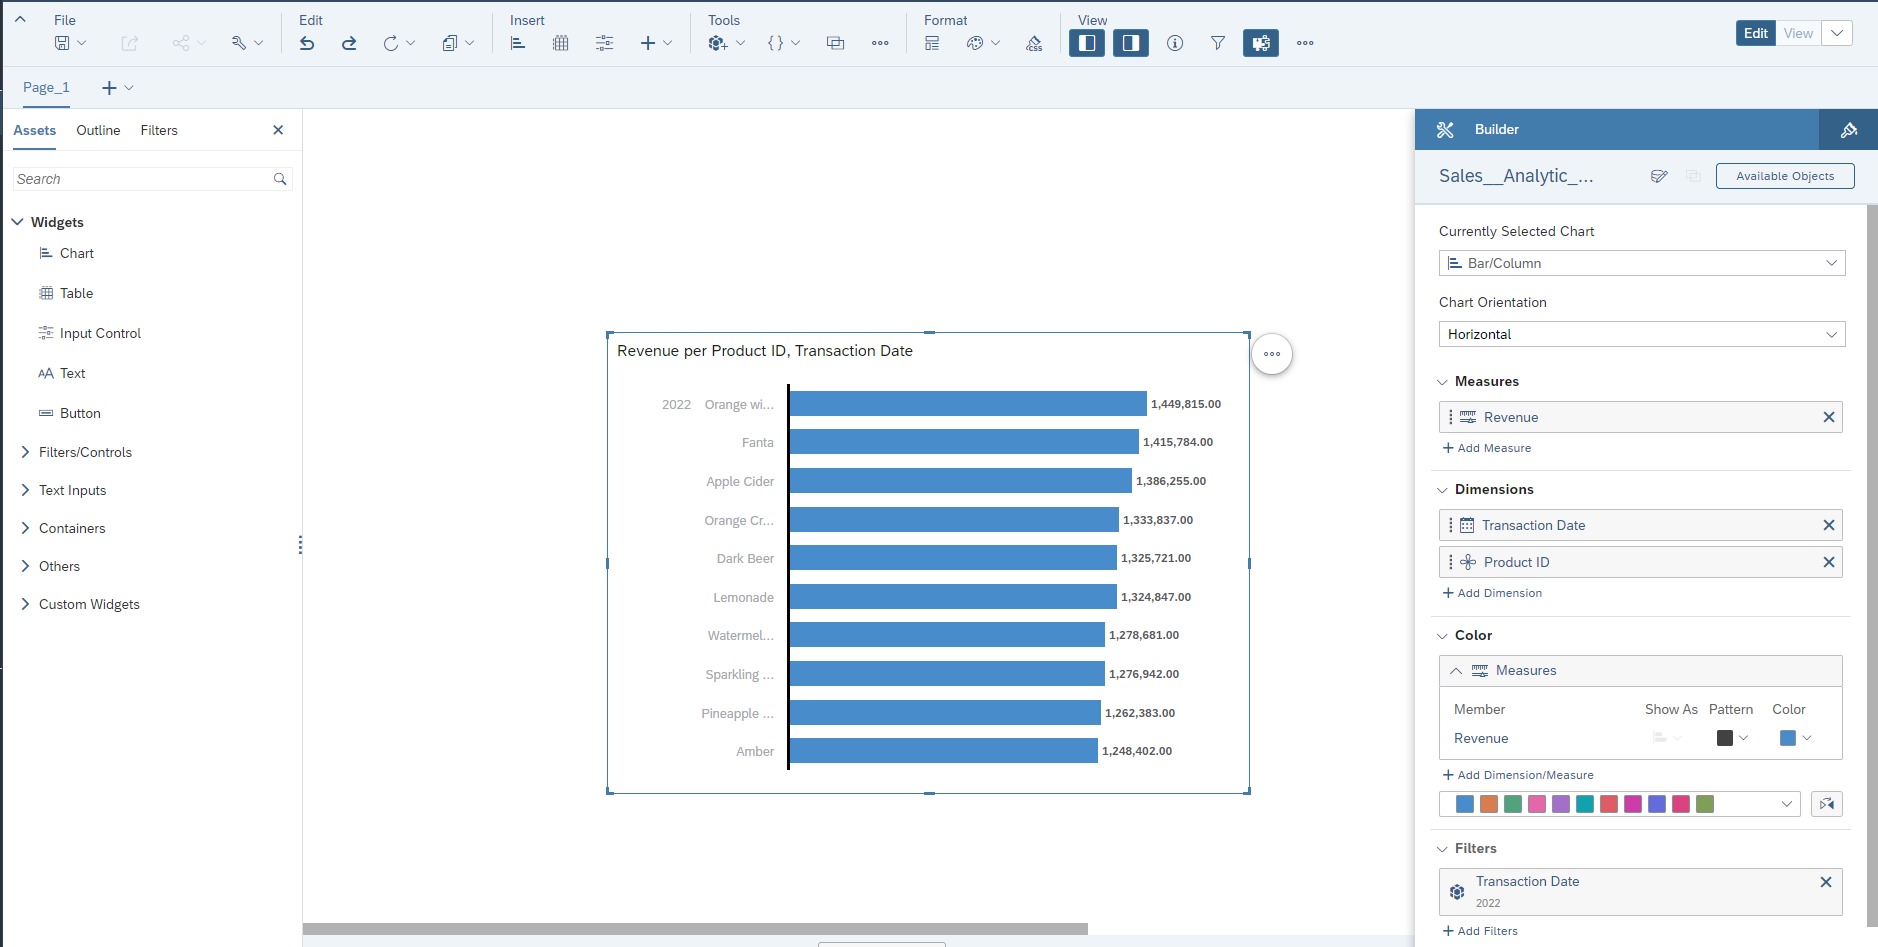 File
Edit
Insert
Tools
Format
View
css
Edit
View
Page_1
Assets
Outline
Filters
Search
Widgets
Chart
Table
Input Control
AA Text
Button
Filters/Controls
Text Inputs
Containers
Others
Custom Widgets
Revenue per Product ID, Transaction Date
2022 Orange wi... 1,449,815.00
Fanta 1,415,784.00
Apple Cider 1,386,255.00
Orange Cr... 1,333,837.00
Dark Beer 1,325,721.00
Lemonade 1,324,847.00
Watermel... 1,278,681.00
Sparkling ... 1,276,942.00
Pineapple ... 1,262,383.00
Amber 1,248,402.00
Builder
Sales__Analytic_...
Available Objects
Currently Selected Chart
Bar/Column
Chart Orientation
Horizontal
Measures
Revenue
+ Add Measure
Dimensions
Transaction Date
Product ID
+ Add Dimension
Color
Measures
Member Show As Pattern Color
Revenue
+ Add Dimension/Measure
Filters
Transaction Date
2022
+ Add Filters